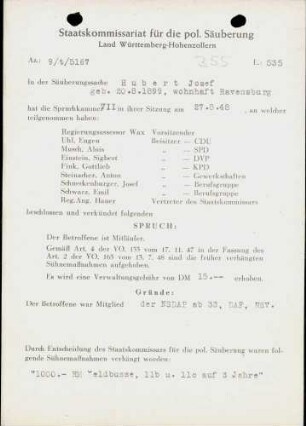 Staatskommissariat für die pol. Säuberung
Land Württemberg-Hohenzollern
Az.: 9/4/5187
355
L: 535
In der Säuberungssache Hubert Josef
geb. 20.8.1899, wohnhaft Ravensburg
hat die Spruchkammer VII in ihrer Sitzung am 27.8.48, an welcher
teilgenommen haben:
Regierungsassessor Wax Vorsitzender
Uhl, Eugen Beisitzer — CDU
Musch, Alois — SPD
Einstein, Sigbert — DVP
Fink, Gottlieb — KPD
Steinacher, Anton — Gewerkschaften
Schneckenburger, Josef — Berufsgruppe
Schwarz, Emil — Berufsgruppe
Reg.Ang. Hauer Vertreter des Staatskommissars
beschlossen und verkündet folgenden
SPRUCH:
Der Betroffene ist Mitläufer.
Gemäß Art. 4 der VO. 133 vom 17. 11. 47 in der Fassung des
Art. 2 der VO. 165 vom 13. 7. 48 sind die früher verhängten
Sühnemaßnahmen aufgehoben.
Es wird eine Verwaltungsgebühr von DM 15.-- erhoben.
Gründe:
Der Betroffene war Mitglied der NSDAP ab 33, DAF, NSV.
Durch Entscheidung des Staatskommissars für die pol. Säuberung wurden fol-
gende Sühnemaßnahmen verhängt worden:
"1000.- RM Geldbusse, 11b u. 11c auf 3 Jahre"